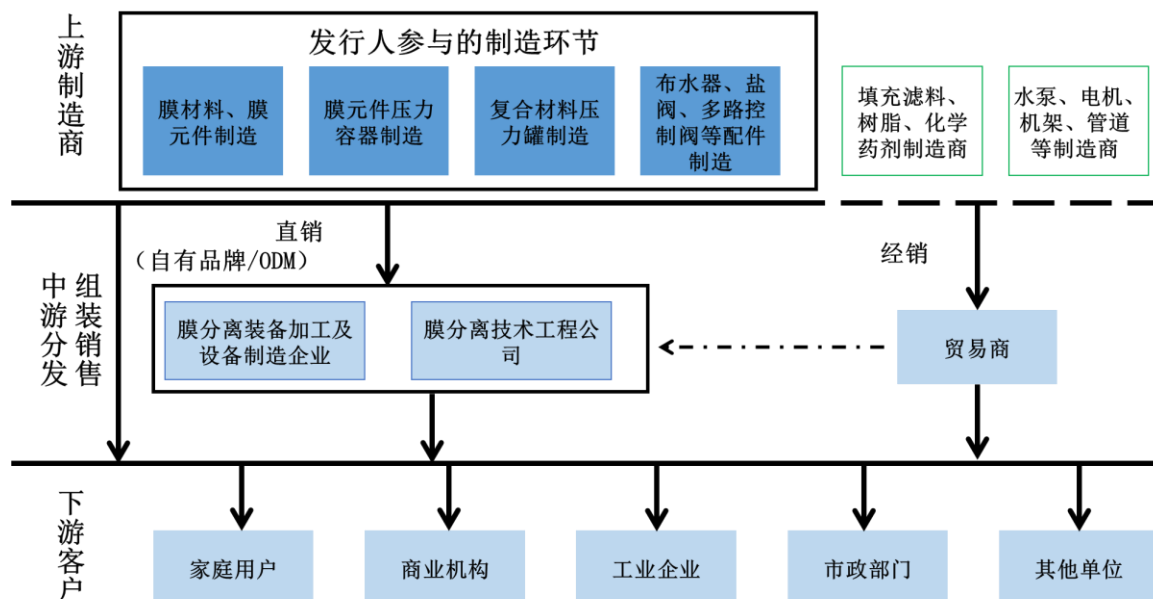 上游制造商
发行人参与的制造环节
膜材料、膜
元件制造
膜元件压力
容器制造
复合材料压
力罐制造
布水器、盐
阀、多路控
制阀等配件
制造
填充滤料、
树脂、化学
药剂制造商
水泵、电机、
机架、管道
等制造商
中游分发
组装销售
直销
（自有品牌/ODM）
经销
膜分离装备加工及
设备制造企业
膜分离技术工程公
司
贸易商
下游客户
家庭用户
商业机构
工业企业
市政部门
其他单位